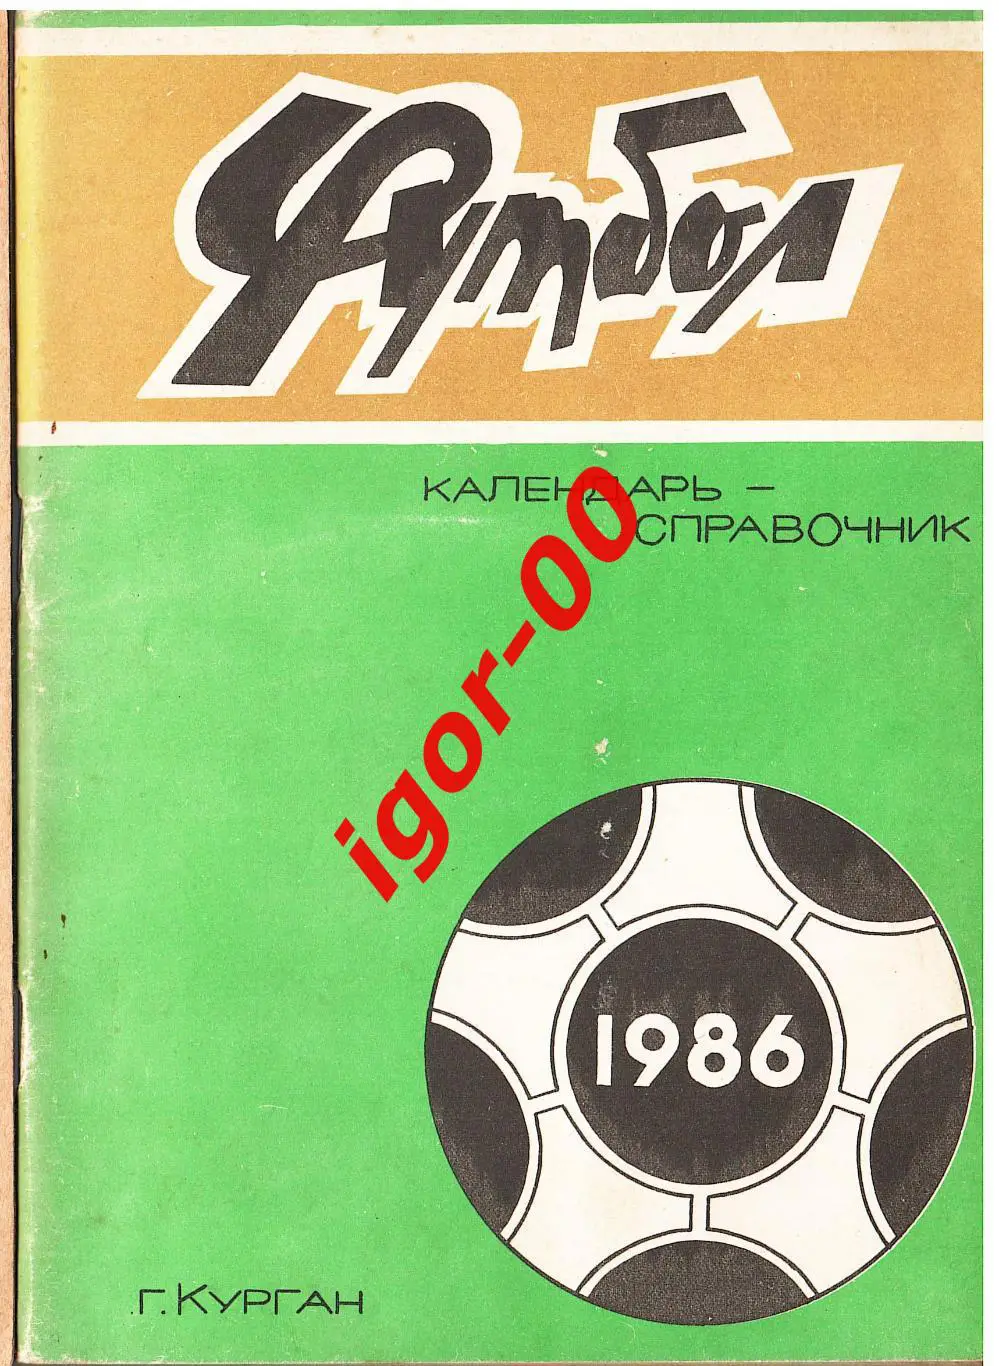 Футбол
КАЛЕНДАРЬ –
СПРАВОЧНИК
igor-00
1986
.г. КУРГАН